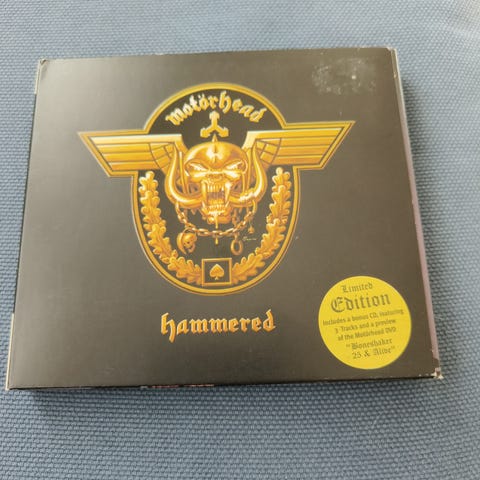 Motörhead
hammered
Limited
Edition
Includes a bonus CD, featuring
3 Tracks and a preview
of the Motörhead DVD
"Boneshaker
25 & Alive"